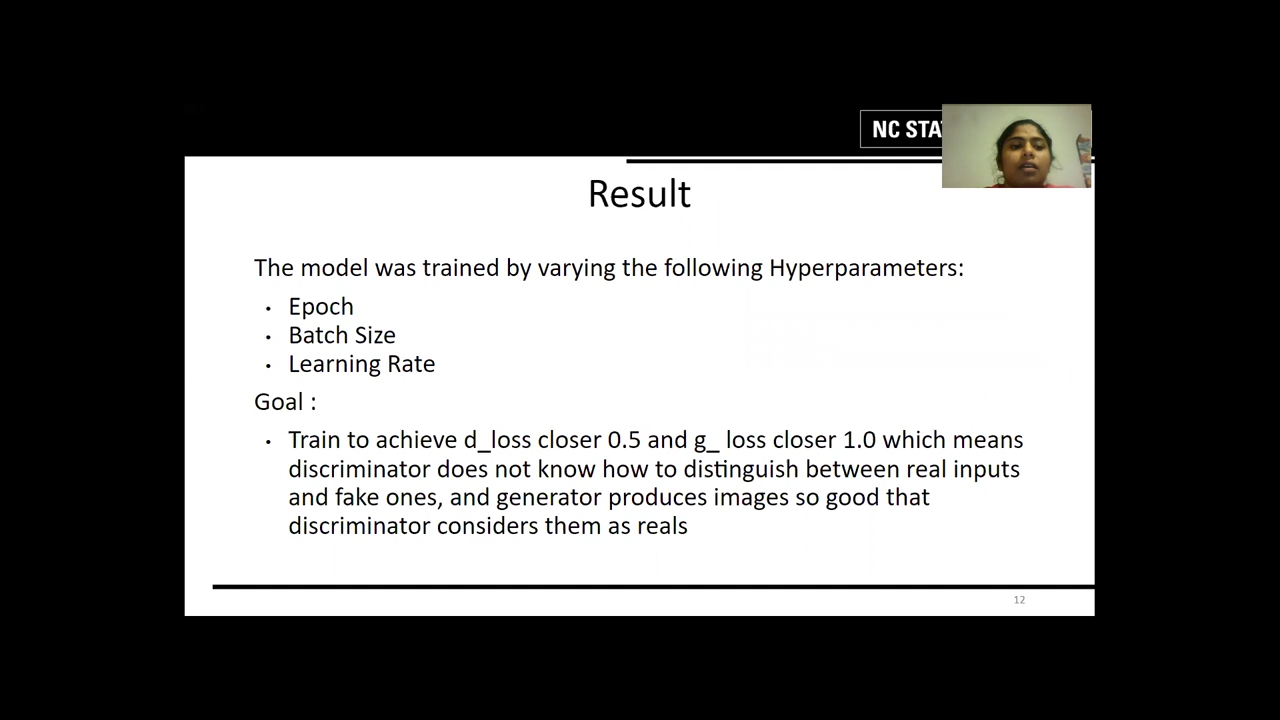 NC STA
Result
The model was trained by varying the following Hyperparameters:
• Epoch
• Batch Size
• Learning Rate
Goal :
• Train to achieve d_loss closer 0.5 and g_ loss closer 1.0 which means
discriminator does not know how to distinguish between real inputs
and fake ones, and generator produces images so good that
discriminator considers them as reals
12